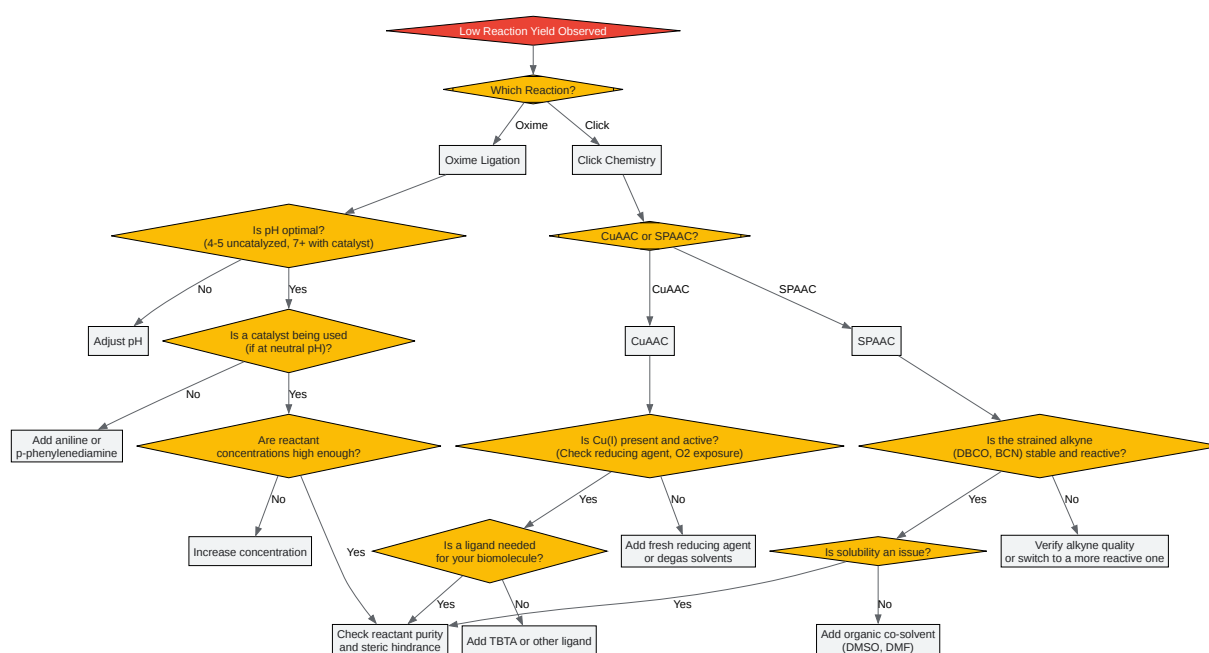 Low Reaction Yield Observed
Which Reaction?
Oxime
Click
Oxime Ligation
Click Chemistry
Is pH optimal?
(4-5 uncatalyzed, 7+ with catalyst)
CuAAC or SPAAC?
No
Yes
CuAAC
SPAAC
Adjust pH
Is a catalyst being used
(if at neutral pH)?
CuAAC
SPAAC
No
Yes
Add aniline or
p-phenylenediamine
Are reactant
concentrations high enough?
Is Cu(I) present and active?
(Check reducing agent, O2 exposure)
Is the strained alkyne
(DBCO, BCN) stable and reactive?
No
Yes
No
Yes
No
Increase concentration
Yes
Is a ligand needed
for your biomolecule?
Add fresh reducing agent
or degas solvents
Is solubility an issue?
Verify alkyne quality
or switch to a more reactive one
Yes
No
Yes
No
Check reactant purity
and steric hindrance
Add TBTA or other ligand
Add organic co-solvent
(DMSO, DMF)